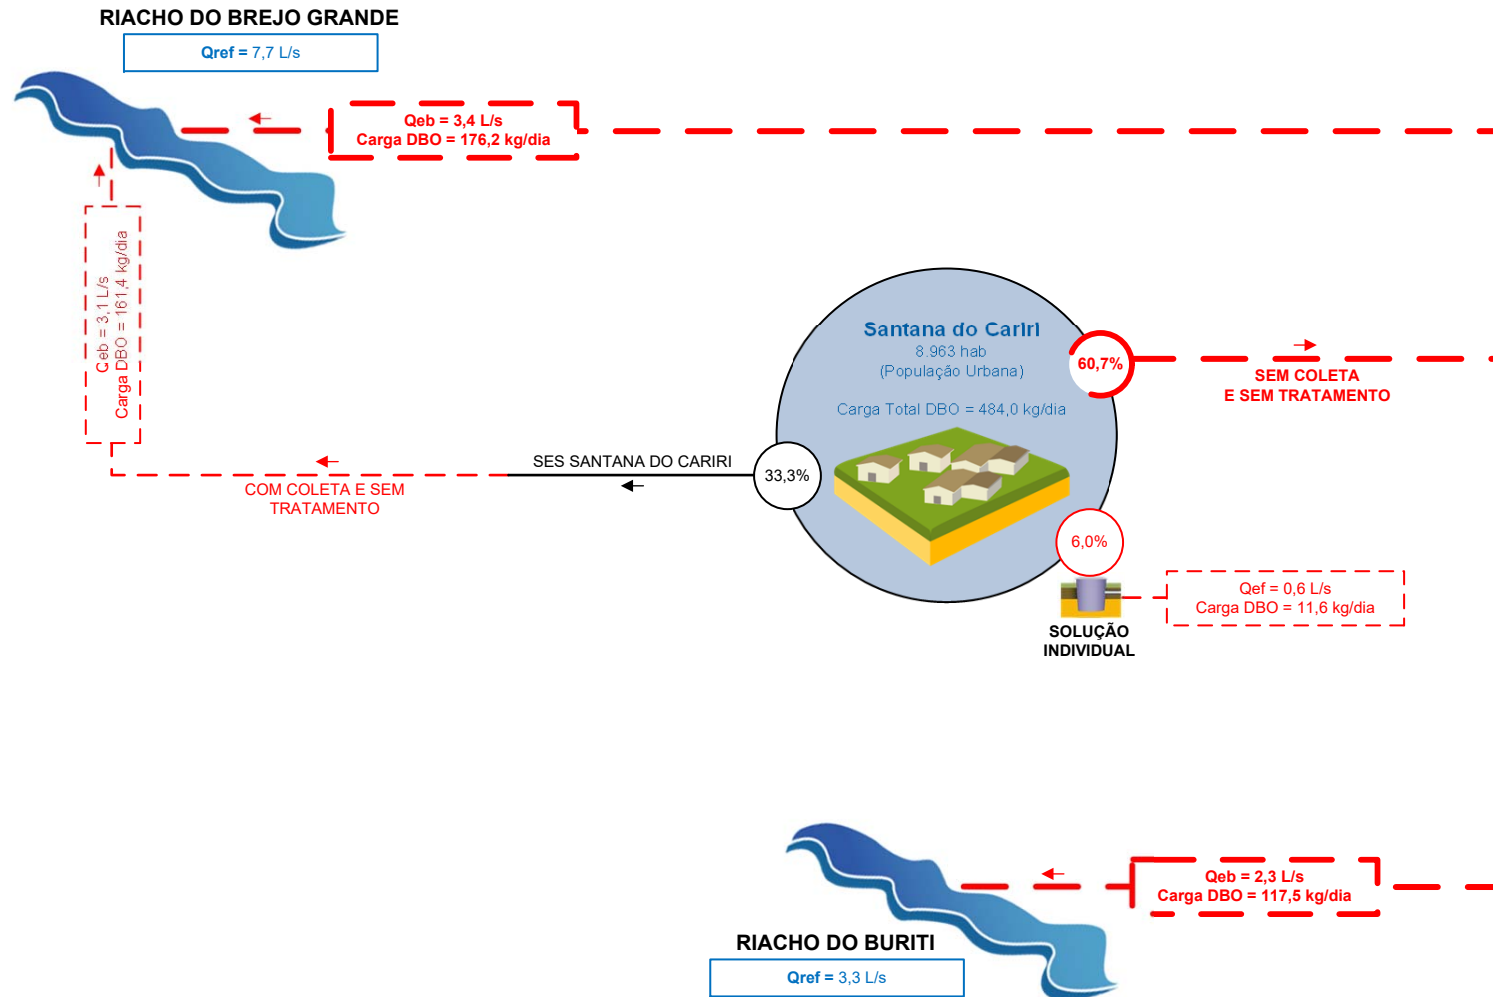 RIACHO DO BREJO GRANDE
Qref = 7,7 L/s
Qeb = 3,4 L/s
Carga DBO = 176,2 kg/dia
Qeb = 3,1 L/s
Carga DBO = 161,4 kg/dia
Santana do Cariri
8.963 hab
(População Urbana)
Carga Total DBO = 484,0 kg/dia
60,7%
SEM COLETA
E SEM TRATAMENTO
SES SANTANA DO CARIRI
33,3%
COM COLETA E SEM
TRATAMENTO
6,0%
Qef = 0,6 L/s
Carga DBO = 11,6 kg/dia
SOLUÇÃO
INDIVIDUAL
Qeb = 2,3 L/s
Carga DBO = 117,5 kg/dia
RIACHO DO BURITI
Qref = 3,3 L/s